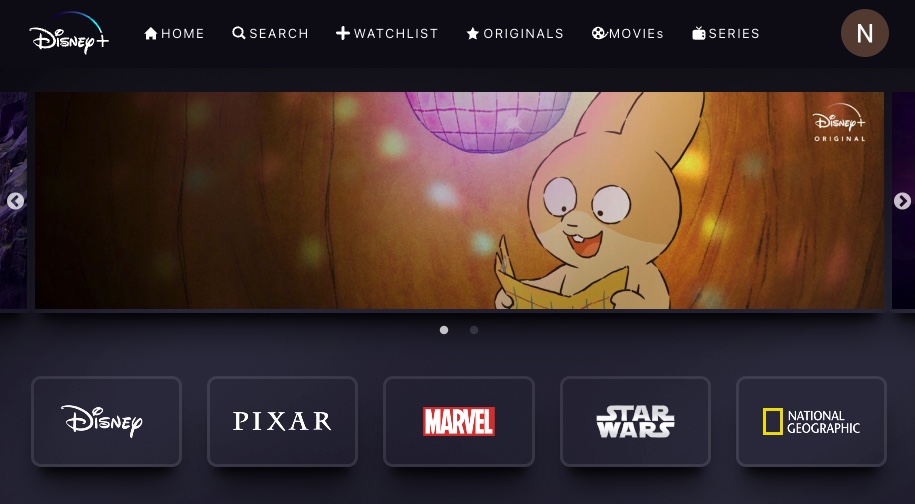 Disney+
HOME
SEARCH
WATCHLIST
ORIGINALS
MOVIEs
SERIES
N
Disney+
ORIGINAL
Disney
PIXAR
MARVEL
STAR
WARS
NATIONAL
GEOGRAPHIC